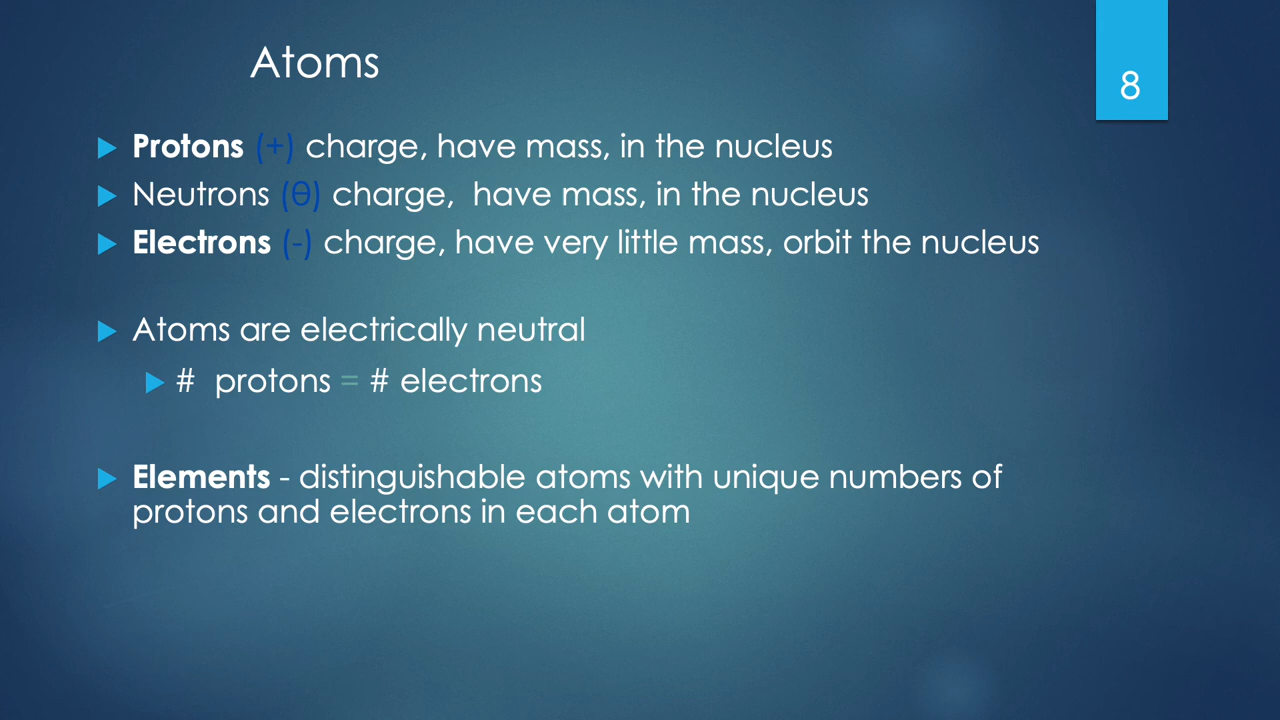 Atoms
8
Protons (+) charge, have mass, in the nucleus
Neutrons (θ) charge,  have mass, in the nucleus
Electrons (-) charge, have very little mass, orbit the nucleus
Atoms are electrically neutral
#  protons = # electrons
Elements - distinguishable atoms with unique numbers of
protons and electrons in each atom